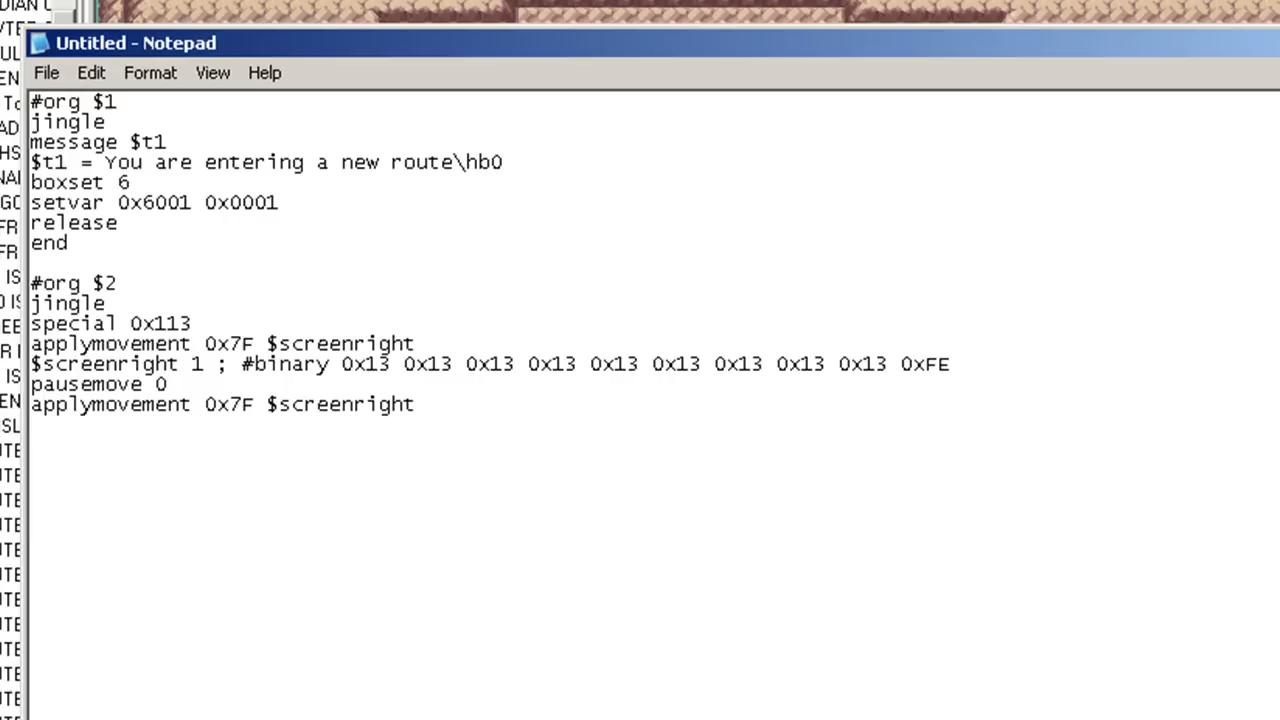 DIAN
Untitled - Notepad
File Edit Format View Help
#org $1
jingle
message $t1
$t1 = You are entering a new route\hb0
boxset 6
setvar 0x6001 0x0001
release
end
#org $2
jingle
special 0x113
applymovement 0x7F $screenright
$screenright 1 ; #binary 0x13 0x13 0x13 0x13 0x13 0x13 0x13 0x13 0x13 0xFE
pausemove 0
applymovement 0x7F $screenright